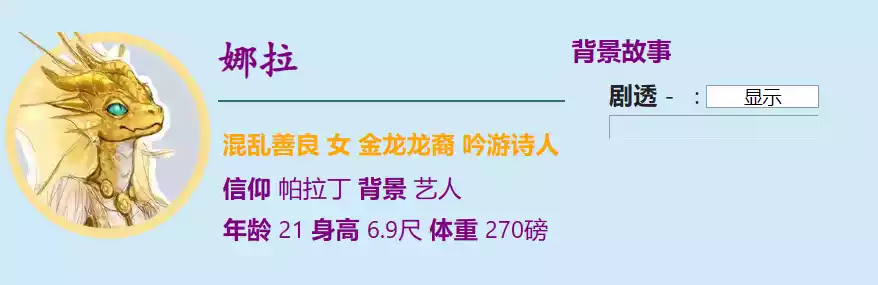 娜拉
混乱善良 女 金龙龙裔 吟游诗人
信仰 帕拉丁 背景 艺人
年龄 21 身高 6.9尺 体重 270磅
背景故事
剧透 - : 显示